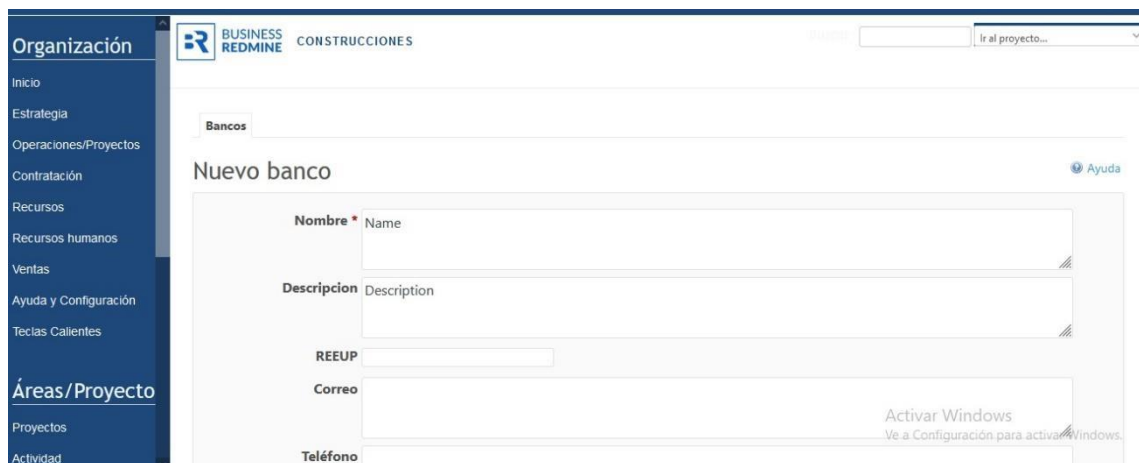 Organización
Inicio
Estrategia
Operaciones/Proyectos
Contratación
Recursos
Recursos humanos
Ventas
Ayuda y Configuración
Teclas Calientes
Áreas/Proyecto
Proyectos
Actividad
BUSINESS
REDMINE
CONSTRUCCIONES
Ir al proyecto...
Bancos
Nuevo banco
Ayuda
Nombre * Name
Descripcion Description
REEUP
Correo
Teléfono
Activar Windows
Ve a Configuración para activar Windows.